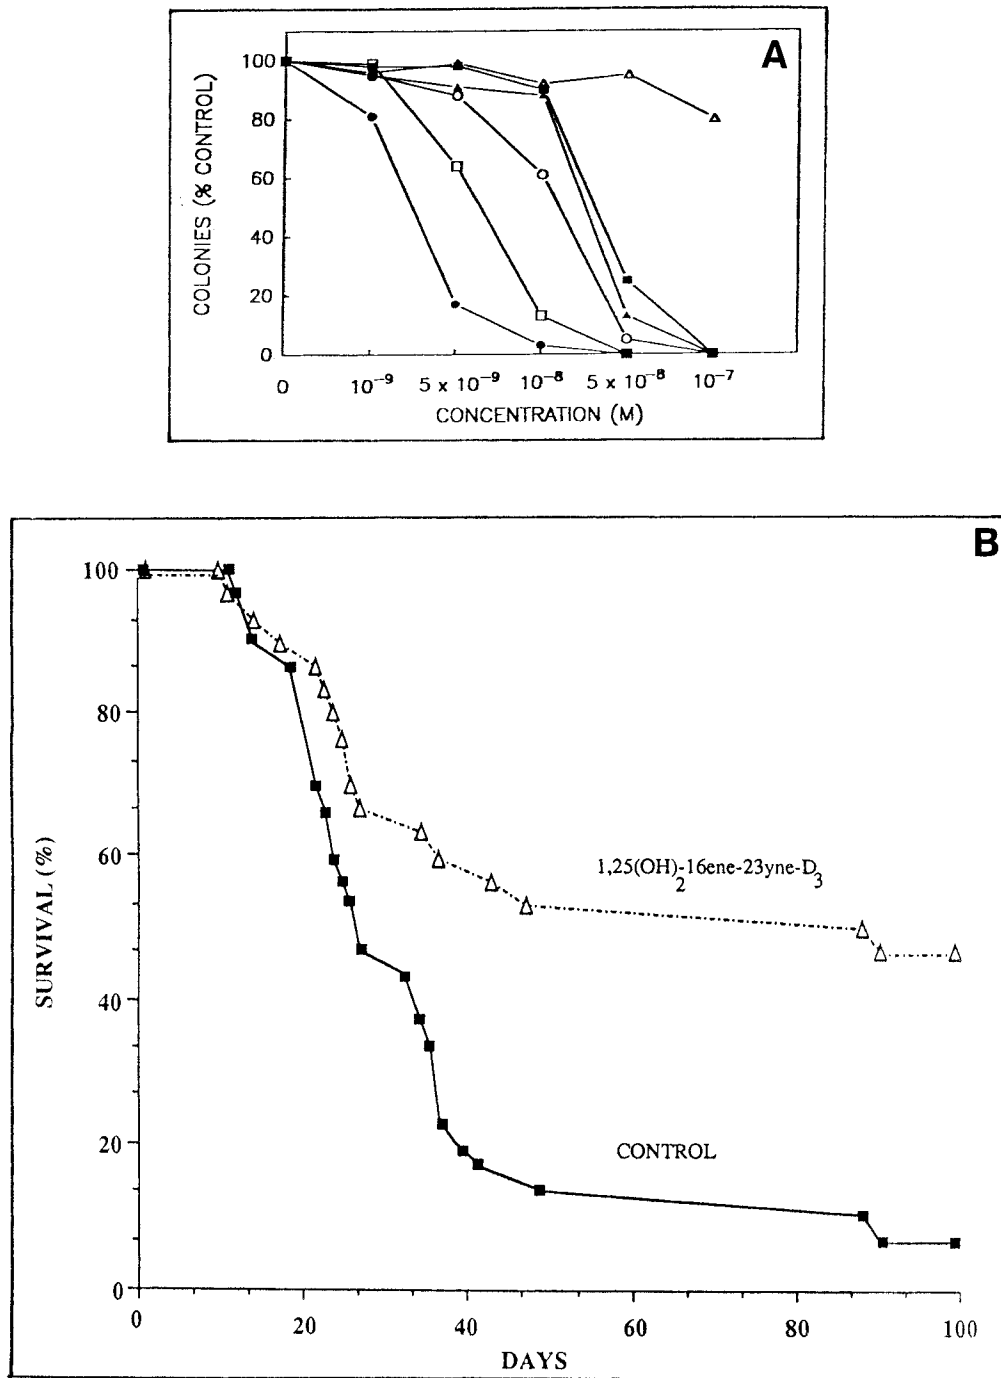 A
COLONIES (% CONTROL)
100
80
60
40
20
0
0 10⁻⁹ 5 x 10⁻⁹ 10⁻⁸ 5 x 10⁻⁸ 10⁻⁷
CONCENTRATION (M)
B
SURVIVAL (%)
100
80
60
40
20
0
1,25(OH)₂-16ene-23yne-D₃
CONTROL
0 20 40 60 80 100
DAYS